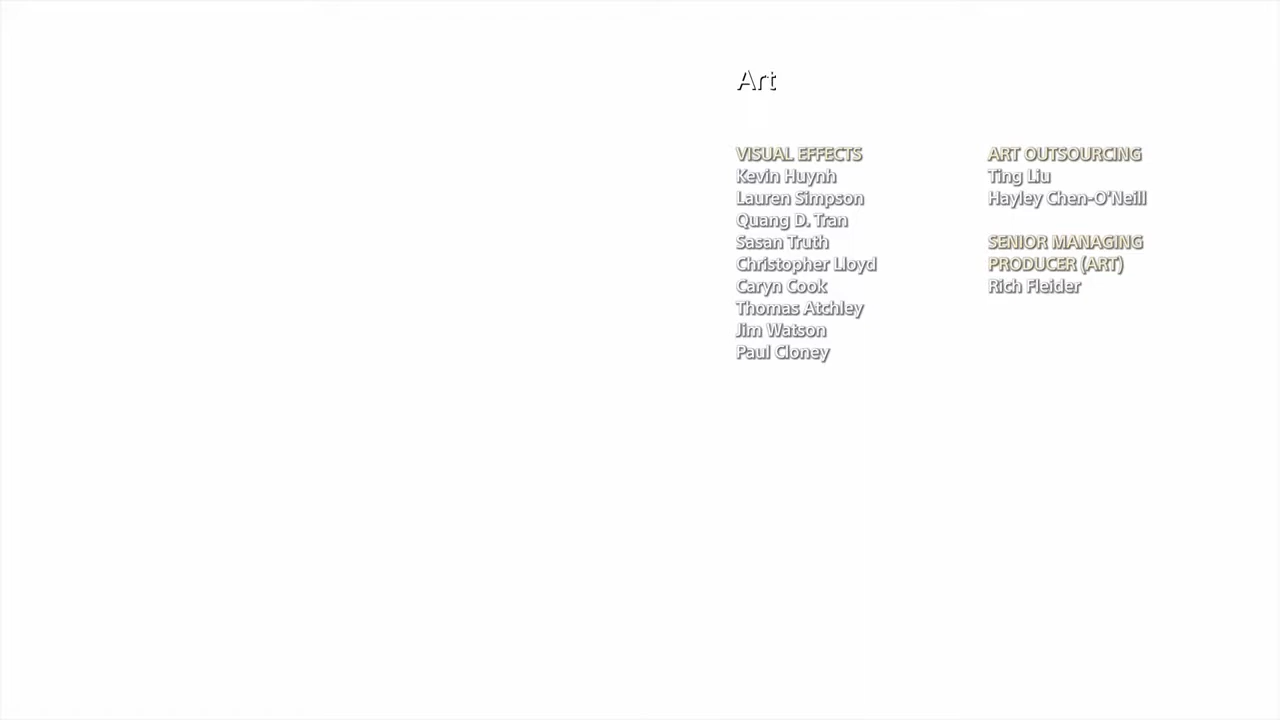 Art
VISUAL EFFECTS
Kevin Huynh
Lauren Simpson
Quang D. Tran
Sasan Truth
Christopher Lloyd
Caryn Cook
Thomas Atchley
Jim Watson
Paul Cloney
ART OUTSOURCING
Ting Liu
Hayley Chen-O'Neill
SENIOR MANAGING
PRODUCER (ART)
Rich Fleider